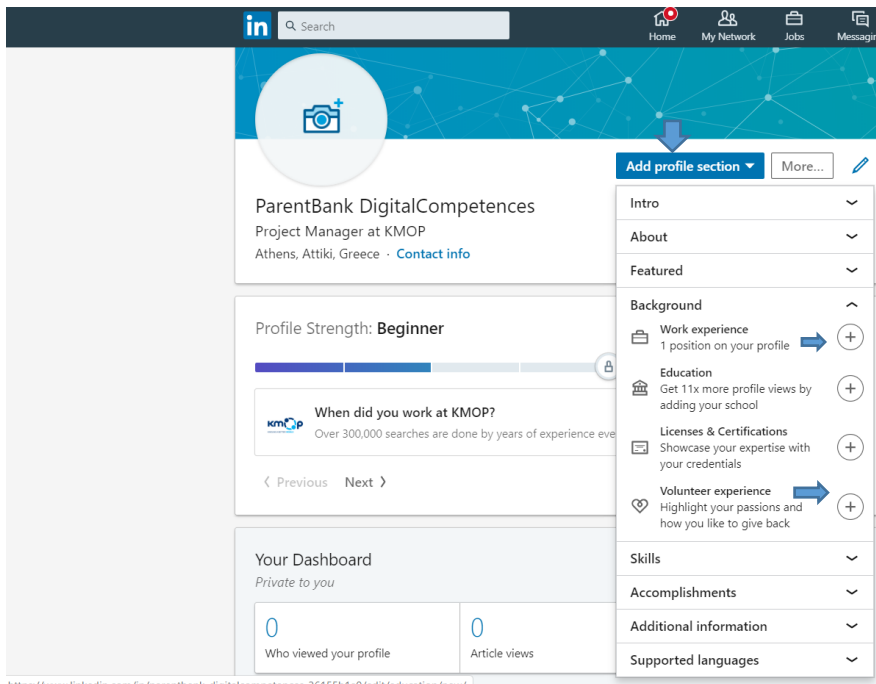 in
Search
Home
My Network
Jobs
Messagin
Add profile section
More...
ParentBank DigitalCompetences
Project Manager at KMOP
Athens, Attiki, Greece · Contact info
Intro
About
Featured
Background
Work experience
1 position on your profile
Education
Get 11x more profile views by
adding your school
Licenses & Certifications
Showcase your expertise with
your credentials
Volunteer experience
Highlight your passions and
how you like to give back
Skills
Accomplishments
Additional information
Supported languages
Profile Strength: Beginner
kmop
When did you work at KMOP?
Over 300,000 searches are done by years of experience eve
Previous Next
Your Dashboard
Private to you
0
Who viewed your profile
0
Article views